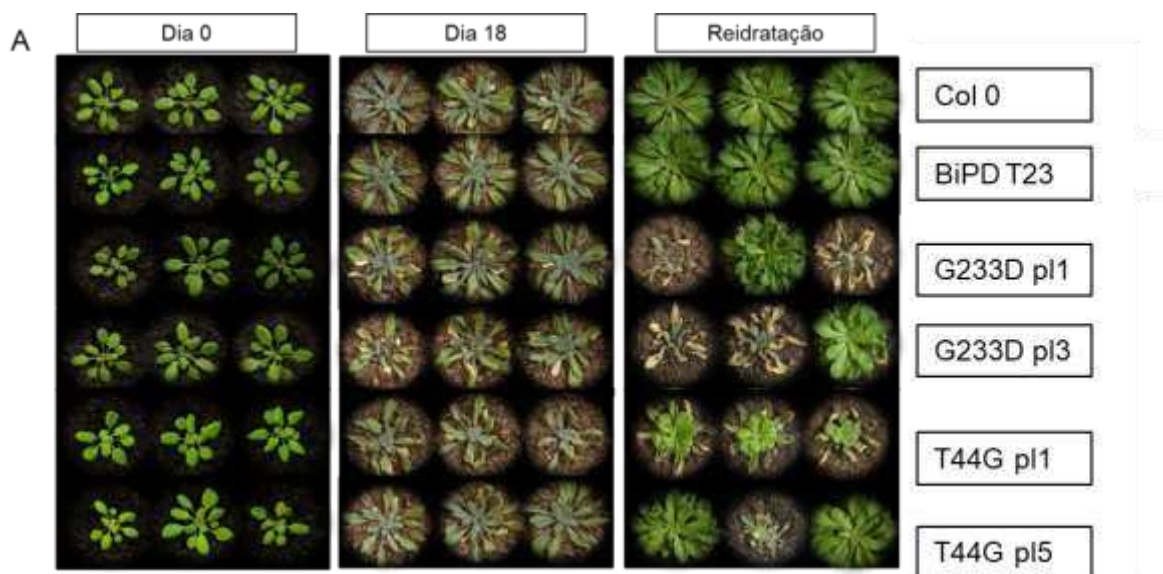 A
Dia 0
Dia 18
Reidratação
Col 0
BiPD T23
G233D pl1
G233D pl3
T44G pl1
T44G pl5